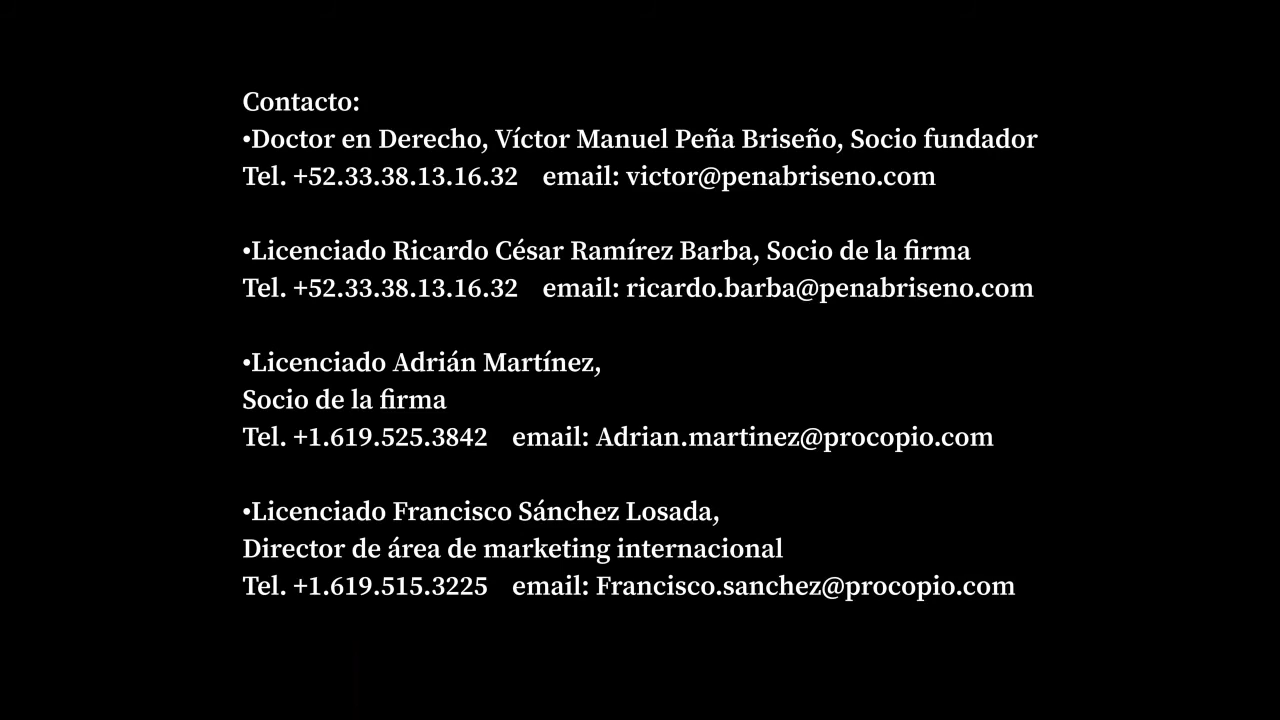 Contacto:
•Doctor en Derecho, Víctor Manuel Peña Briseño, Socio fundador
Tel. +52.33.38.13.16.32 email: victor@penabriseno.com
•Licenciado Ricardo César Ramírez Barba, Socio de la firma
Tel. +52.33.38.13.16.32 email: ricardo.barba@penabriseno.com
•Licenciado Adrián Martínez,
Socio de la firma
Tel. +1.619.525.3842 email: Adrian.martinez@procopio.com
•Licenciado Francisco Sánchez Losada,
Director de área de marketing internacional
Tel. +1.619.515.3225 email: Francisco.sanchez@procopio.com